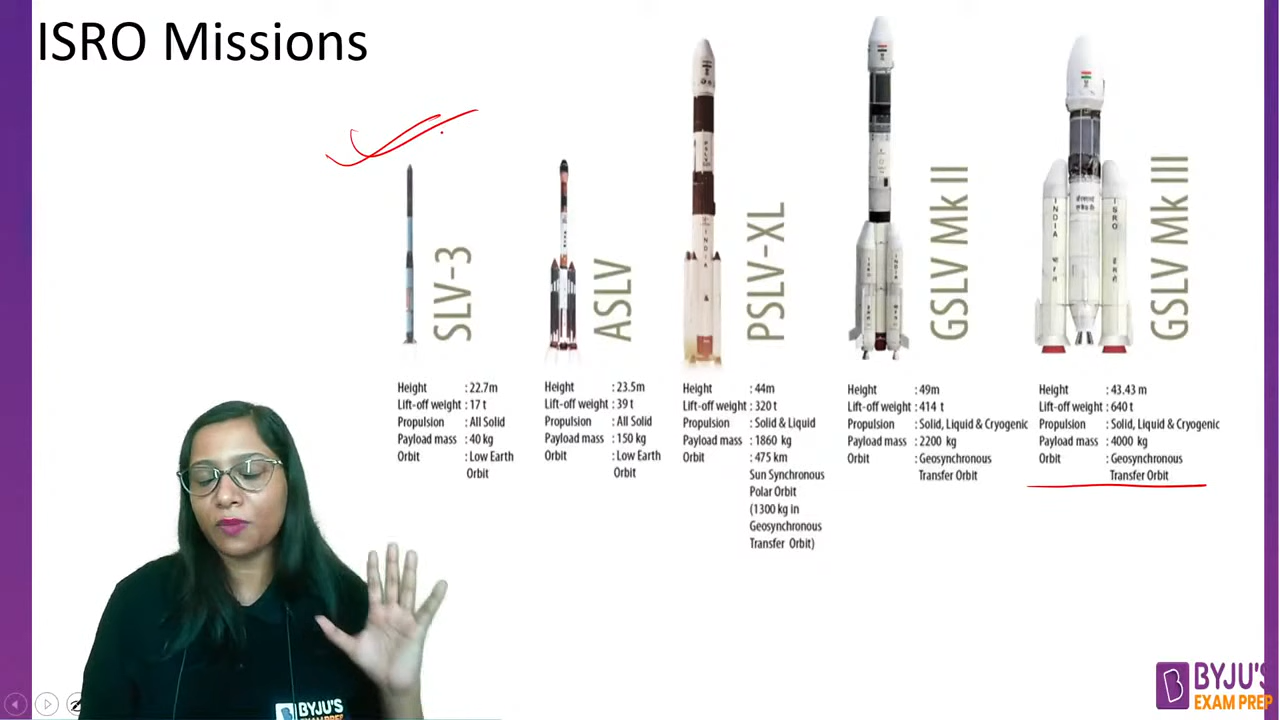 ISRO Missions
SLV-3
ASLV
PSLV-XL
GSLV Mk II
GSLV Mk III
INDIA
INDIA
ISRO
Height : 22.7m
Lift-off weight : 17 t
Propulsion : All Solid
Payload mass : 40 kg
Orbit : Low Earth
Orbit
Height : 23.5m
Lift-off weight : 39 t
Propulsion : All Solid
Payload mass : 150 kg
Orbit : Low Earth
Orbit
Height : 44m
Lift-off weight : 320 t
Propulsion : Solid & Liquid
Payload mass : 1860 kg
Orbit : 475 km
Sun Synchronous
Polar Orbit
(1300 kg in
Geosynchronous
Transfer Orbit)
Height : 49m
Lift-off weight : 414 t
Propulsion : Solid, Liquid & Cryogenic
Payload mass : 2200 kg
Orbit : Geosynchronous
Transfer Orbit
Height : 43.43 m
Lift-off weight : 640 t
Propulsion : Solid, Liquid & Cryogenic
Payload mass : 4000 kg
Orbit : Geosynchronous
Transfer Orbit
BYJU'S
EXAM PREP
BYJU'S
EXAM PREP